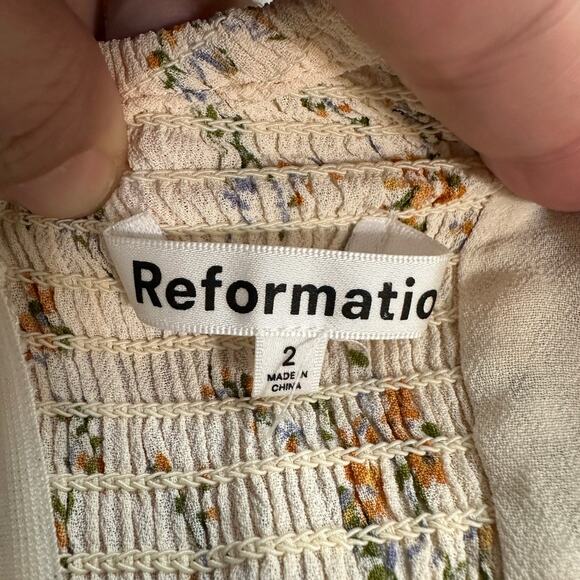 Reformatio
2
MADE IN
CHINA